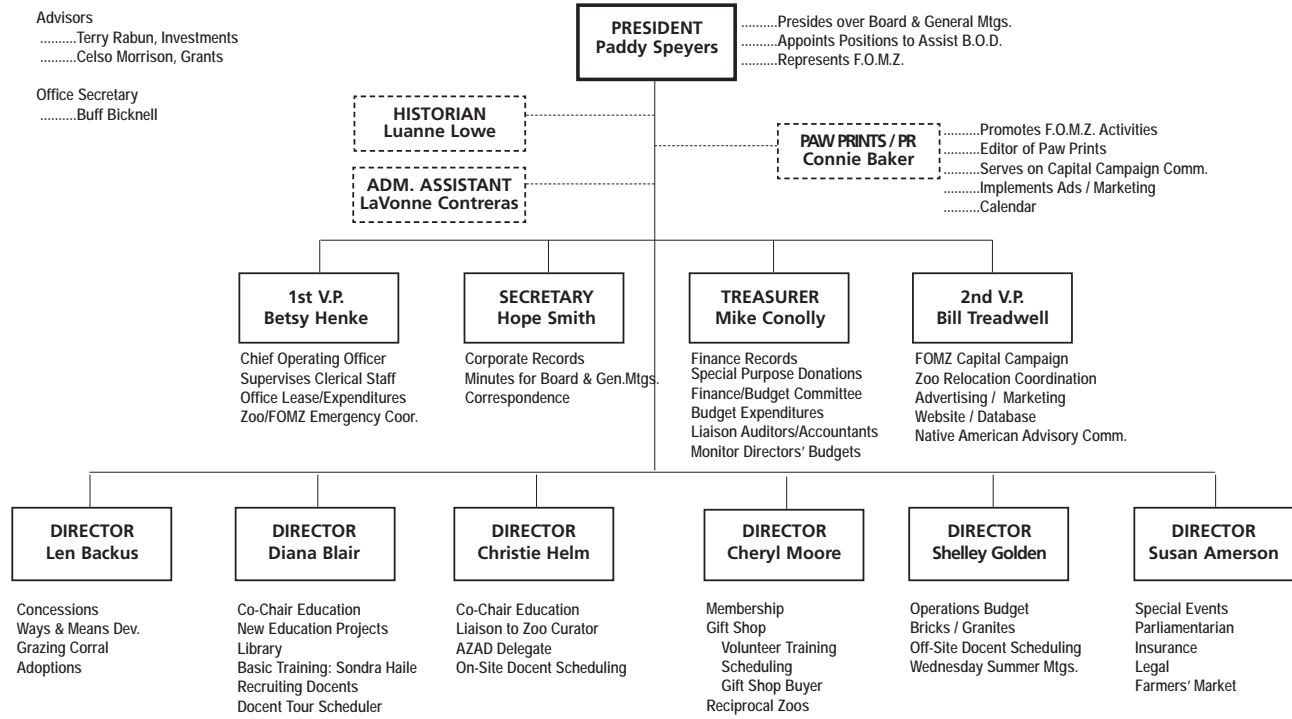 Advisors
..........Terry Rabun, Investments
..........Celso Morrison, Grants
Office Secretary
..........Buff Bicknell
PRESIDENT
Paddy Speyers
..........Presides over Board & General Mtgs.
..........Appoints Positions to Assist B.O.D.
..........Represents F.O.M.Z.
HISTORIAN
Luanne Lowe
ADM. ASSISTANT
LaVonne Contreras
PAW PRINTS / PR
Connie Baker
..........Promotes F.O.M.Z. Activities
..........Editor of Paw Prints
..........Serves on Capital Campaign Comm.
..........Implements Ads / Marketing
..........Calendar
1st V.P.
Betsy Henke
Chief Operating Officer
Supervises Clerical Staff
Office Lease/Expenditures
Zoo/FOMZ Emergency Coor.
SECRETARY
Hope Smith
Corporate Records
Minutes for Board & Gen.Mtgs.
Correspondence
TREASURER
Mike Conolly
Finance Records
Special Purpose Donations
Finance/Budget Committee
Budget Expenditures
Liaison Auditors/Accountants
Monitor Directors' Budgets
2nd V.P.
Bill Treadwell
FOMZ Capital Campaign
Zoo Relocation Coordination
Advertising / Marketing
Website / Database
Native American Advisory Comm.
DIRECTOR
Len Backus
Concessions
Ways & Means Dev.
Grazing Corral
Adoptions
DIRECTOR
Diana Blair
Co-Chair Education
New Education Projects
Library
Basic Training: Sondra Haile
Recruiting Docents
Docent Tour Scheduler
DIRECTOR
Christie Helm
Co-Chair Education
Liaison to Zoo Curator
AZAD Delegate
On-Site Docent Scheduling
DIRECTOR
Cheryl Moore
Membership
Gift Shop
Volunteer Training
Scheduling
Gift Shop Buyer
Reciprocal Zoos
DIRECTOR
Shelley Golden
Operations Budget
Bricks / Granites
Off-Site Docent Scheduling
Wednesday Summer Mtgs.
DIRECTOR
Susan Amerson
Special Events
Parliamentarian
Insurance
Legal
Farmers' Market